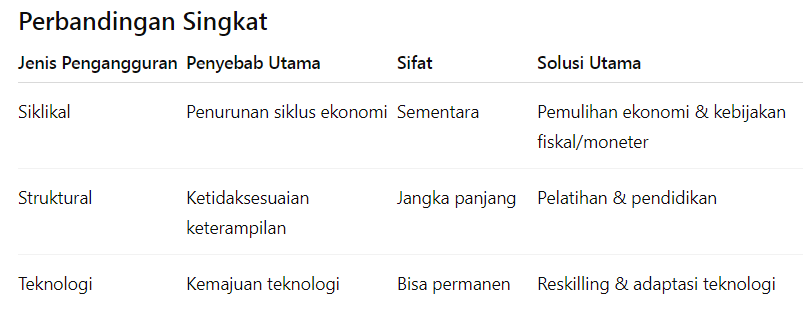 Perbandingan Singkat
Jenis Pengangguran Penyebab Utama Sifat Solusi Utama
Siklikal Penurunan siklus ekonomi Sementara Pemulihan ekonomi & kebijakan
fiskal/moneter
Struktural Ketidaksesuaian Jangka panjang Pelatihan & pendidikan
keterampilan
Teknologi Kemajuan teknologi Bisa permanen Reskilling & adaptasi teknologi